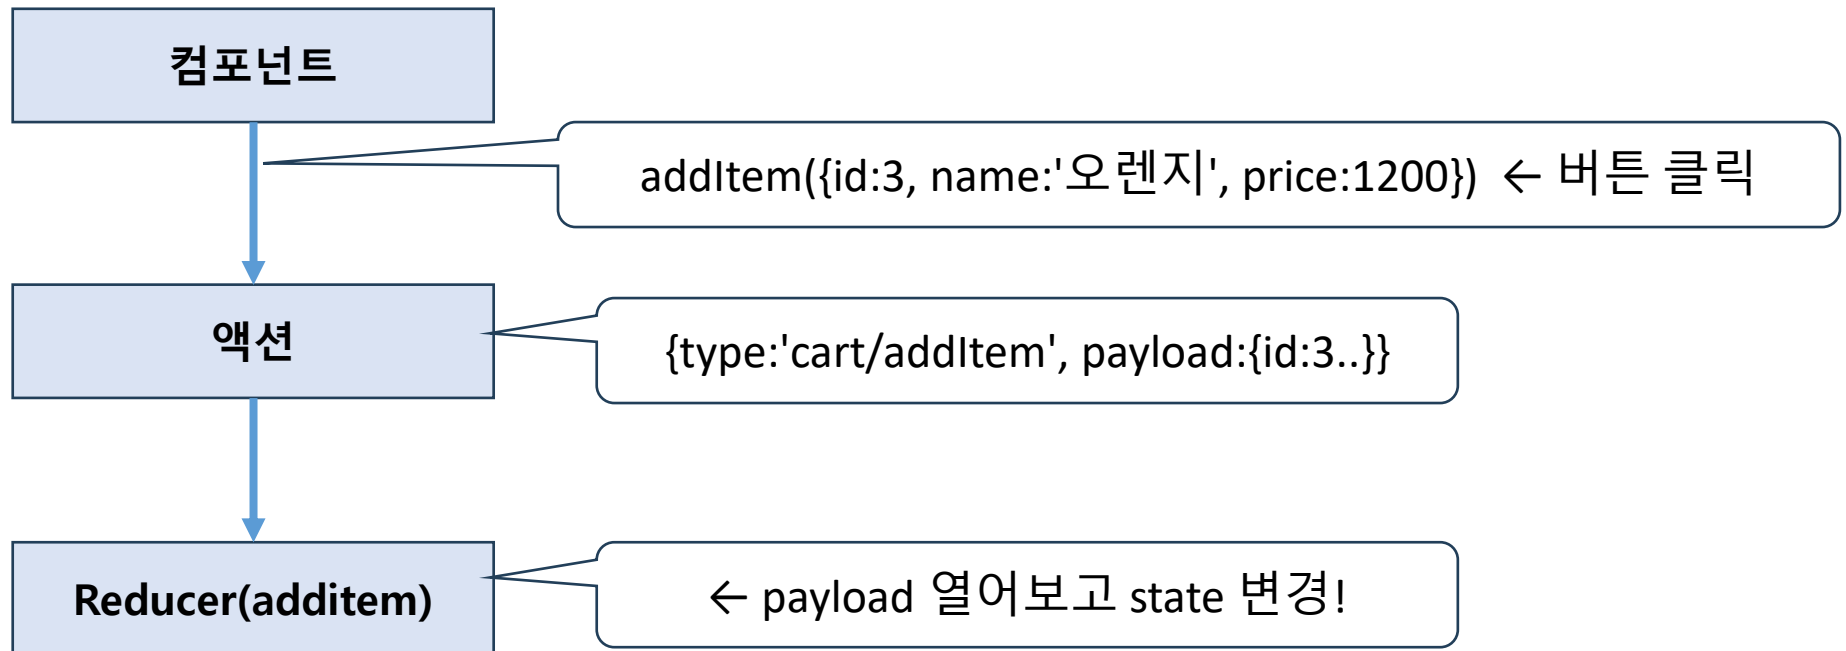 컴포넌트
addItem({id:3, name:'오렌지', price:1200}) ← 버튼 클릭
액션
{type:'cart/addItem', payload:{id:3..}}
Reducer(additem)
← payload 열어보고 state 변경!